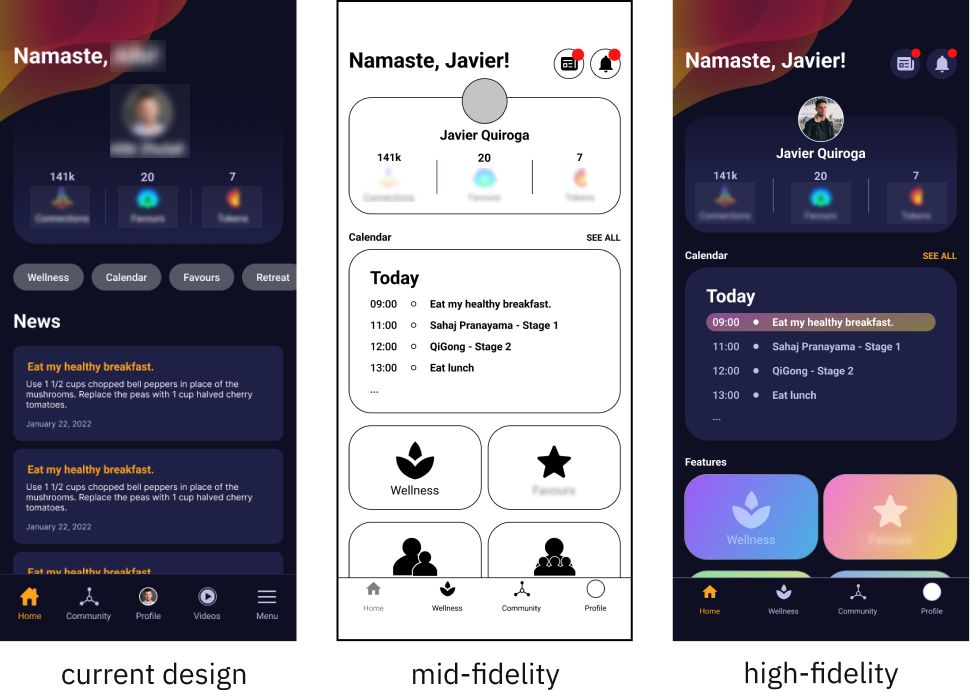 Namaste,
141k
20
7
Connections
Favours
Tokens
Wellness
Calendar
Favours
Retreat
News
Eat my healthy breakfast.
Use 1 1/2 cups chopped bell peppers in place of the
mushrooms. Replace the peas with 1 cup halved cherry
tomatoes.
January 22, 2022
Eat my healthy breakfast.
Use 1 1/2 cups chopped bell peppers in place of the
mushrooms. Replace the peas with 1 cup halved cherry
tomatoes.
January 22, 2022
Eat my healthy breakfast.
Home
Community
Profile
Videos
Menu
current design
Namaste, Javier!
Javier Quiroga
141k
20
7
Connections
Favours
Tokens
Calendar
SEE ALL
Today
09:00 Eat my healthy breakfast.
11:00 Sahaj Pranayama - Stage 1
12:00 QiGong - Stage 2
13:00 Eat lunch
...
Wellness
Favours
Home
Wellness
Community
Profile
mid-fidelity
Namaste, Javier!
Javier Quiroga
141k
20
7
Connections
Favours
Tokens
Calendar
SEE ALL
Today
09:00 Eat my healthy breakfast.
11:00 Sahaj Pranayama - Stage 1
12:00 QiGong - Stage 2
13:00 Eat lunch
...
Features
Wellness
Favours
Home
Wellness
Community
Profile
high-fidelity